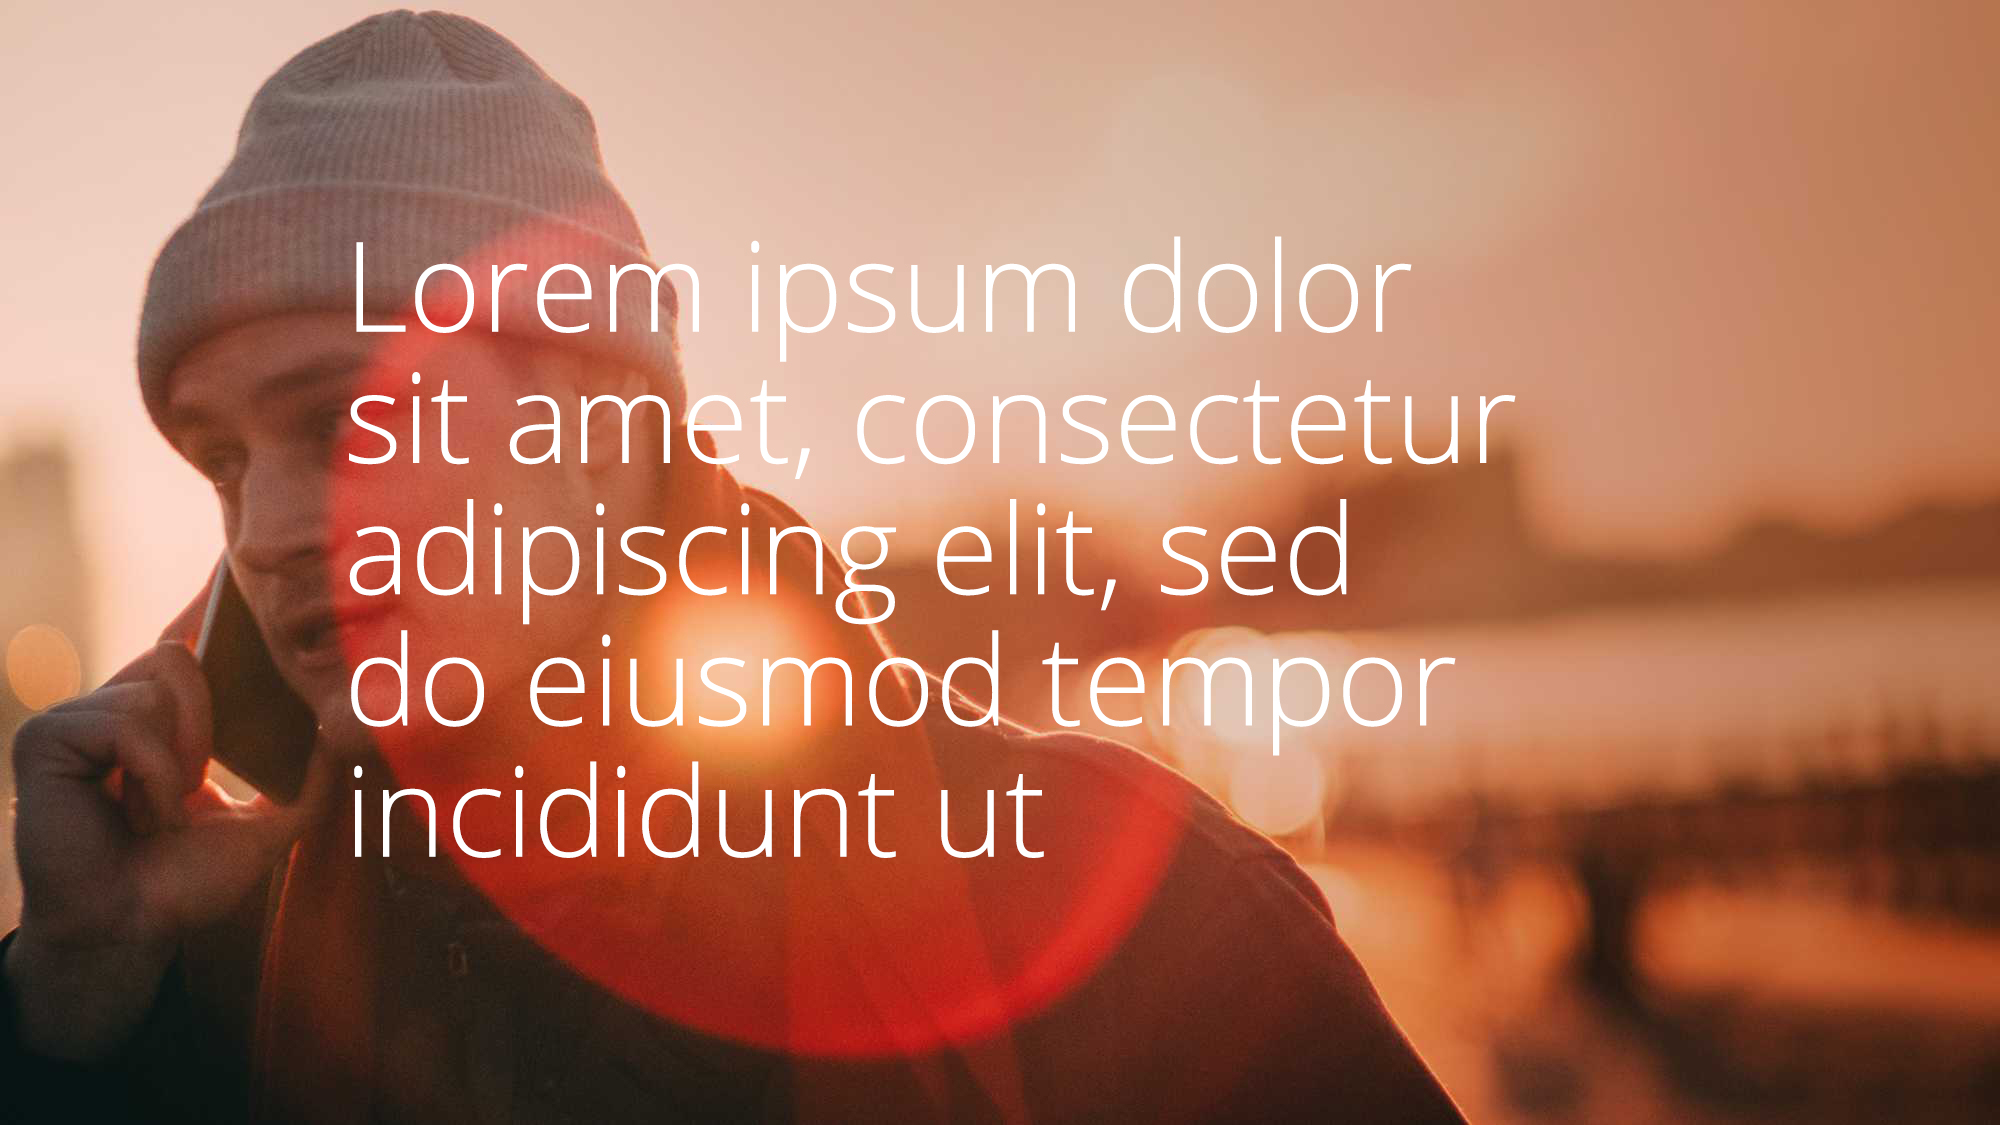 Lorem ipsum dolor
sit amet, consectetur
adipiscing elit, sed
do eiusmod tempor
incididunt ut